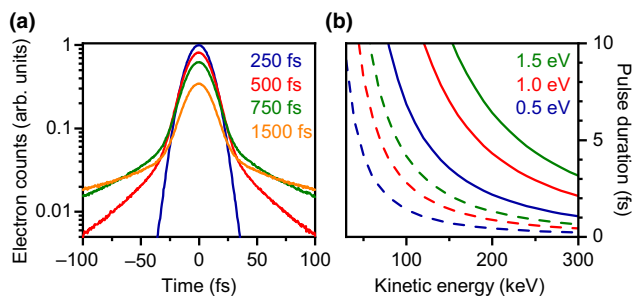 (a)
Electron counts (arb. units)
1
0.1
0.01
250 fs
500 fs
750 fs
1500 fs
–100
–50
0
50
100
Time (fs)
(b)
1.5 eV
1.0 eV
0.5 eV
10
5
0
Pulse duration (fs)
100
200
300
Kinetic energy (keV)